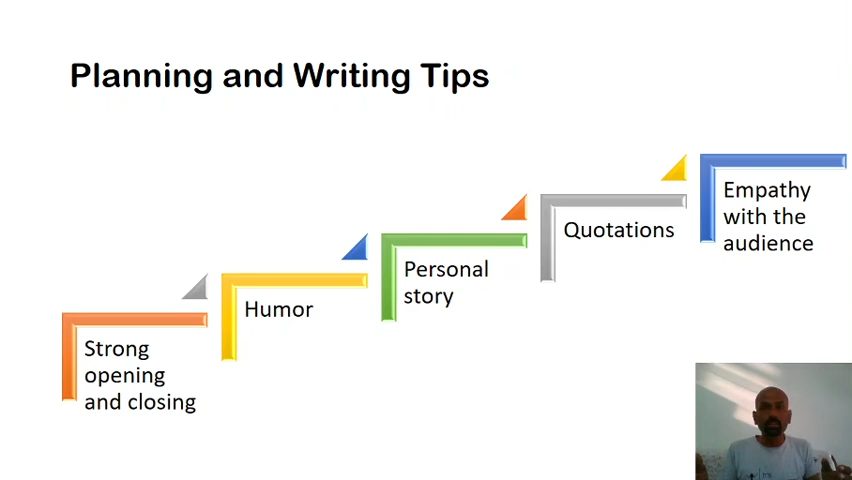 Planning and Writing Tips
Strong
opening
and closing
Humor
Personal
story
Quotations
Empathy
with the
audience